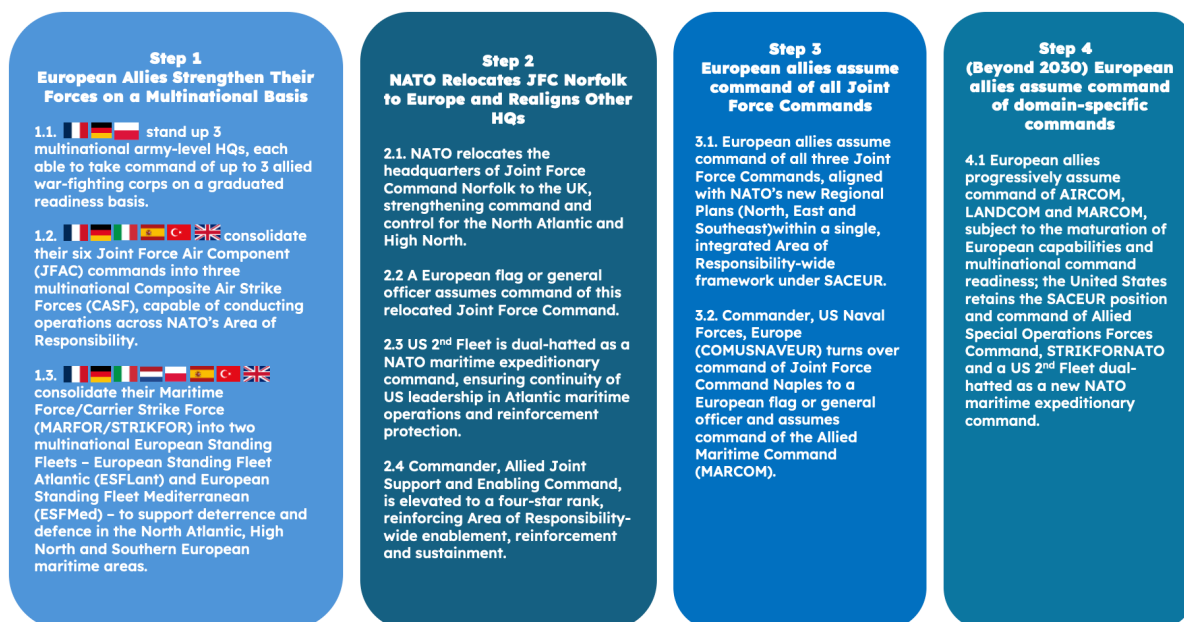 Step 1
European Allies Strengthen Their
Forces on a Multinational Basis
1.1. stand up 3
multinational army-level HQs, each
able to take command of up to 3 allied
war-fighting corps on a graduated
readiness basis.
1.2. consolidate
their six Joint Force Air Component
(JFAC) commands into three
multinational Composite Air Strike
Forces (CASF), capable of conducting
operations across NATO's Area of
Responsibility.
1.3.
consolidate their Maritime
Force/Carrier Strike Force
(MARFOR/STRIKFOR) into two
multinational European Standing
Fleets – European Standing Fleet
Atlantic (ESFLant) and European
Standing Fleet Mediterranean
(ESFMed) – to support deterrence and
defence in the North Atlantic, High
North and Southern European
maritime areas.
Step 2
NATO Relocates JFC Norfolk
to Europe and Realigns Other
HQs
2.1. NATO relocates the
headquarters of Joint Force
Command Norfolk to the UK,
strengthening command and
control for the North Atlantic and
High North.
2.2 A European flag or general
officer assumes command of this
relocated Joint Force Command.
2.3 US 2nd Fleet is dual-hatted as a
NATO maritime expeditionary
command, ensuring continuity of
US leadership in Atlantic maritime
operations and reinforcement
protection.
2.4 Commander, Allied Joint
Support and Enabling Command,
is elevated to a four-star rank,
reinforcing Area of Responsibility-
wide enablement, reinforcement
and sustainment.
Step 3
European allies assume
command of all Joint
Force Commands
3.1. European allies assume
command of all three Joint
Force Commands, aligned
with NATO's new Regional
Plans (North, East and
Southeast)within a single,
integrated Area of
Responsibility-wide
framework under SACEUR.
3.2. Commander, US Naval
Forces, Europe
(COMUSNAVEUR) turns over
command of Joint Force
Command Naples to a
European flag or general
officer and assumes
command of the Allied
Maritime Command
(MARCOM).
Step 4
(Beyond 2030) European
allies assume command
of domain-specific
commands
4.1 European allies
progressively assume
command of AIRCOM,
LANDCOM and MARCOM,
subject to the maturation of
European capabilities and
multinational command
readiness; the United States
retains the SACEUR position
and command of Allied
Special Operations Forces
Command, STRIKFORNATO
and a US 2nd Fleet dual-
hatted as a new NATO
maritime expeditionary
command.